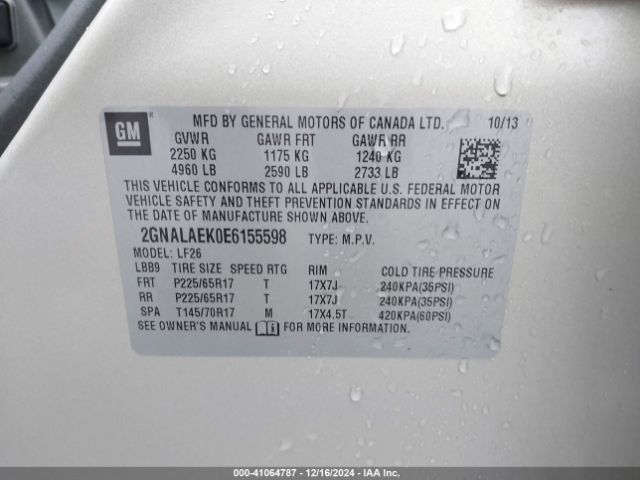 GM
MFD BY GENERAL MOTORS OF CANADA LTD. 10/13
GVWR GAWR FRT GAWR RR
2250 KG 1175 KG 1240 KG
4960 LB 2590 LB 2733 LB
THIS VEHICLE CONFORMS TO ALL APPLICABLE U.S. FEDERAL MOTOR
VEHICLE SAFETY AND THEFT PREVENTION STANDARDS IN EFFECT ON
THE DATE OF MANUFACTURE SHOWN ABOVE.
2GNALAEK0E6155598 TYPE: M.P.V.
MODEL: LF26
LBB9 TIRE SIZE SPEED RTG RIM COLD TIRE PRESSURE
FRT P225/65R17 T 17X7J 240KPA(35PSI)
RR P225/65R17 T 17X7J 240KPA(35PSI)
SPA T145/70R17 M 17X4.5T 420KPA(60PSI)
SEE OWNER'S MANUAL FOR MORE INFORMATION.
000-41064787 - 12/16/2024 - IAA Inc.